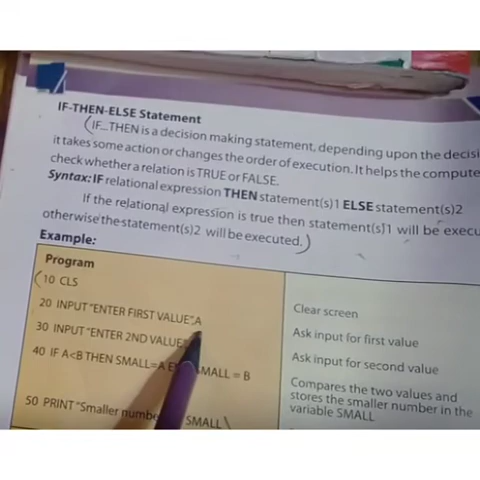 IF-THEN-ELSE Statement
(IF...THEN is a decision making statement, depending upon the decisi
it takes some action or changes the order of execution. It helps the compute
check whether a relation is TRUE or FALSE.
Syntax: IF relational expression THEN statement(s)1 ELSE statement(s)2
If the relational expression is true then statement(s)1 will be execu
otherwise the statement(s)2 will be executed.)
Example:
Program
(10 CLS
Clear screen
20 INPUT "ENTER FIRST VALUE";A
Ask input for first value
30 INPUT "ENTER 2ND VALUE"
Ask input for second value
40 IF A<B THEN SMALL=A E SMALL = B
Compares the two values and
stores the smaller number in the
variable SMALL
50 PRINT "Smaller numbe SMALL